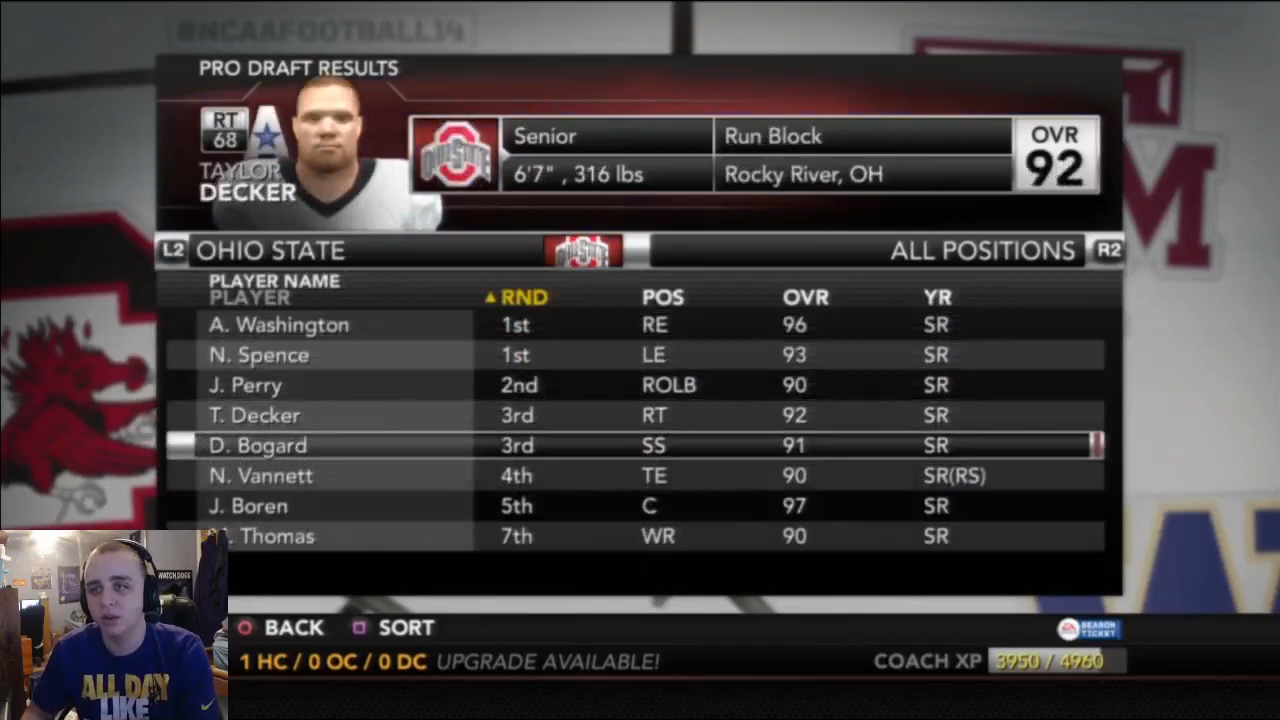 #NCAAFOOTBALL14
PRO DRAFT RESULTS
RT
68
TAYLOR
DECKER
Senior
Run Block
6'7" , 316 lbs
Rocky River, OH
OVR
92
L2 OHIO STATE
ALL POSITIONS R2
PLAYER NAME
PLAYER RND POS OVR YR
A. Washington 1st RE 96 SR
N. Spence 1st LE 93 SR
J. Perry 2nd ROLB 90 SR
T. Decker 3rd RT 92 SR
D. Bogard 3rd SS 91 SR
N. Vannett 4th TE 90 SR(RS)
J. Boren 5th C 97 SR
Thomas 7th WR 90 SR
WATCH DOGS
ALL DAY
LIKE
BACK SORT
EA SEASON TICKET
1 HC / 0 OC / 0 DC UPGRADE AVAILABLE!
COACH XP 3950 / 4960